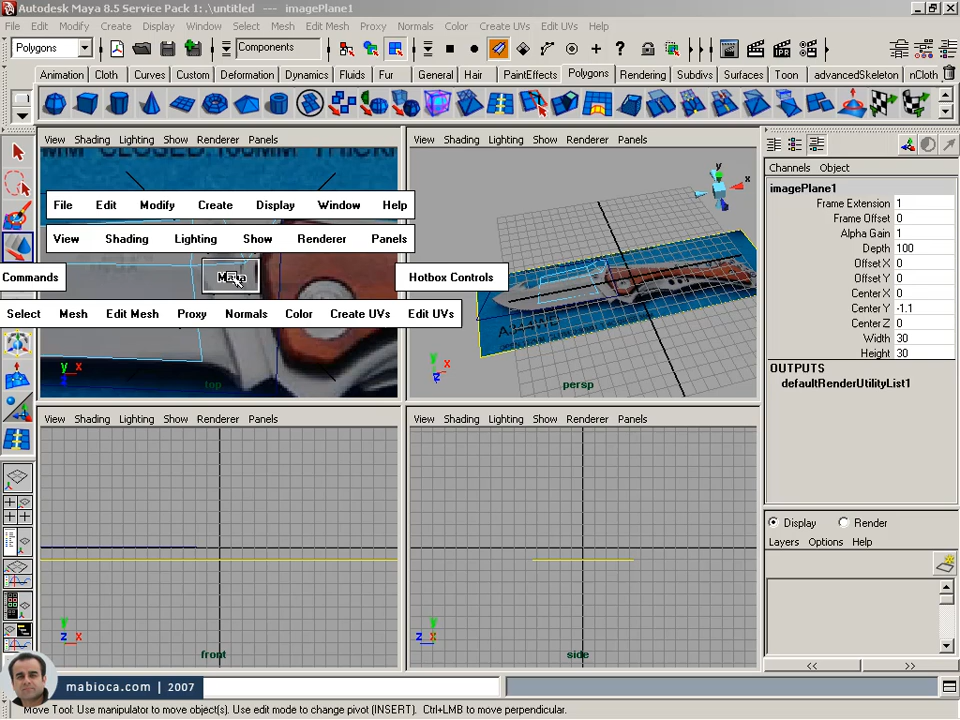 Autodesk Maya 8.5 Service Pack 1: .\untitled --- imagePlane1
File Edit Modify Create Display Window Select Mesh Edit Mesh Proxy Normals Color Create UVs Edit UVs Help
Polygons Components
Animation Cloth Curves Custom Deformation Dynamics Fluids Fur General Hair PaintEffects Polygons Rendering Subdivs Surfaces Toon advancedSkeleton nCloth
View Shading Lighting Show Renderer Panels
View Shading Lighting Show Renderer Panels
Channels Object
imagePlane1
Frame Extension 1
Frame Offset 0
Alpha Gain 1
Depth 100
Offset X 0
Offset Y 0
Center X 0
Center Y -1.1
Center Z 0
Width 30
Height 30
OUTPUTS
defaultRenderUtilityList1
File Edit Modify Create Display Window Help
View Shading Lighting Show Renderer Panels
Commands Maya Hotbox Controls
Select Mesh Edit Mesh Proxy Normals Color Create UVs Edit UVs
y x
z
top
y
x
y x
z
persp
View Shading Lighting Show Renderer Panels
View Shading Lighting Show Renderer Panels
y
z x
front
y
z x
side
Display Render
Layers Options Help
<< >>
mabioca.com | 2007
Move Tool: Use manipulator to move object(s). Use edit mode to change pivot (INSERT). Ctrl+LMB to move perpendicular.